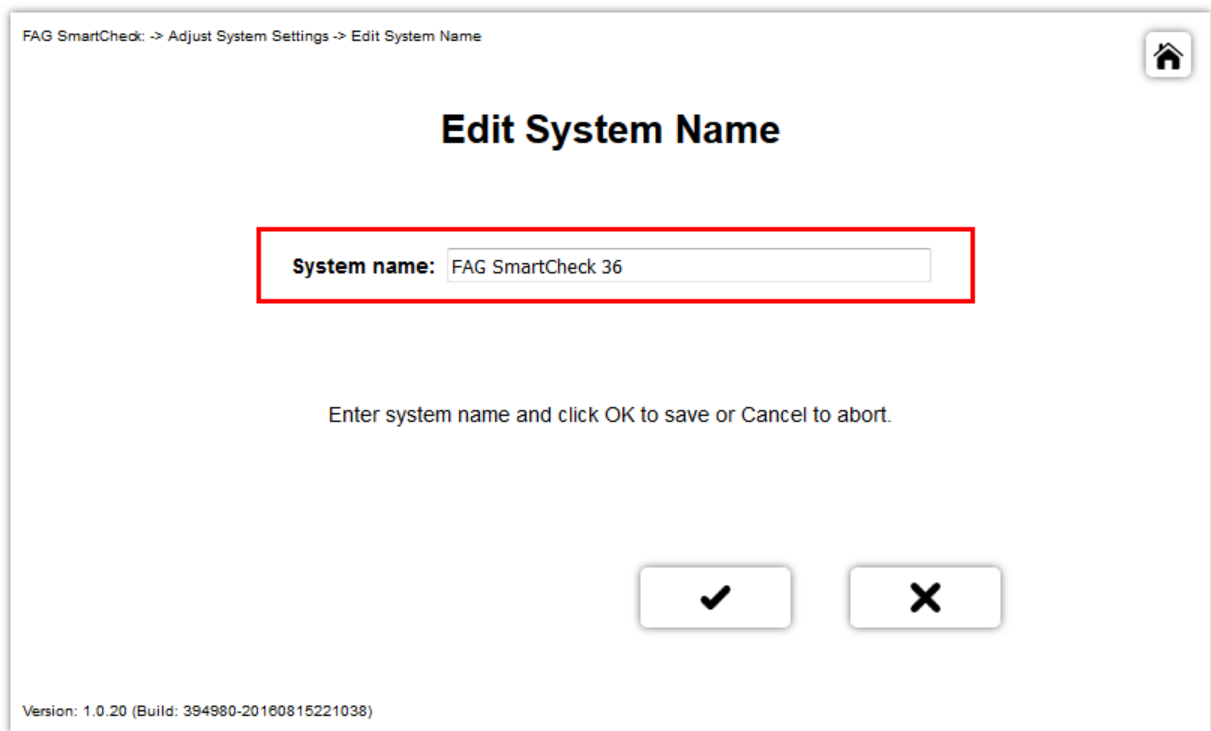 FAG SmartCheck: -> Adjust System Settings -> Edit System Name
Edit System Name
System name: FAG SmartCheck 36
Enter system name and click OK to save or Cancel to abort.
Version: 1.0.20 (Build: 394980-20160815221038)